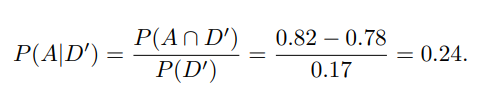 P(A|D′) = P(A ∩ D′) / P(D′) = 0.82 − 0.78 / 0.17 = 0.24.